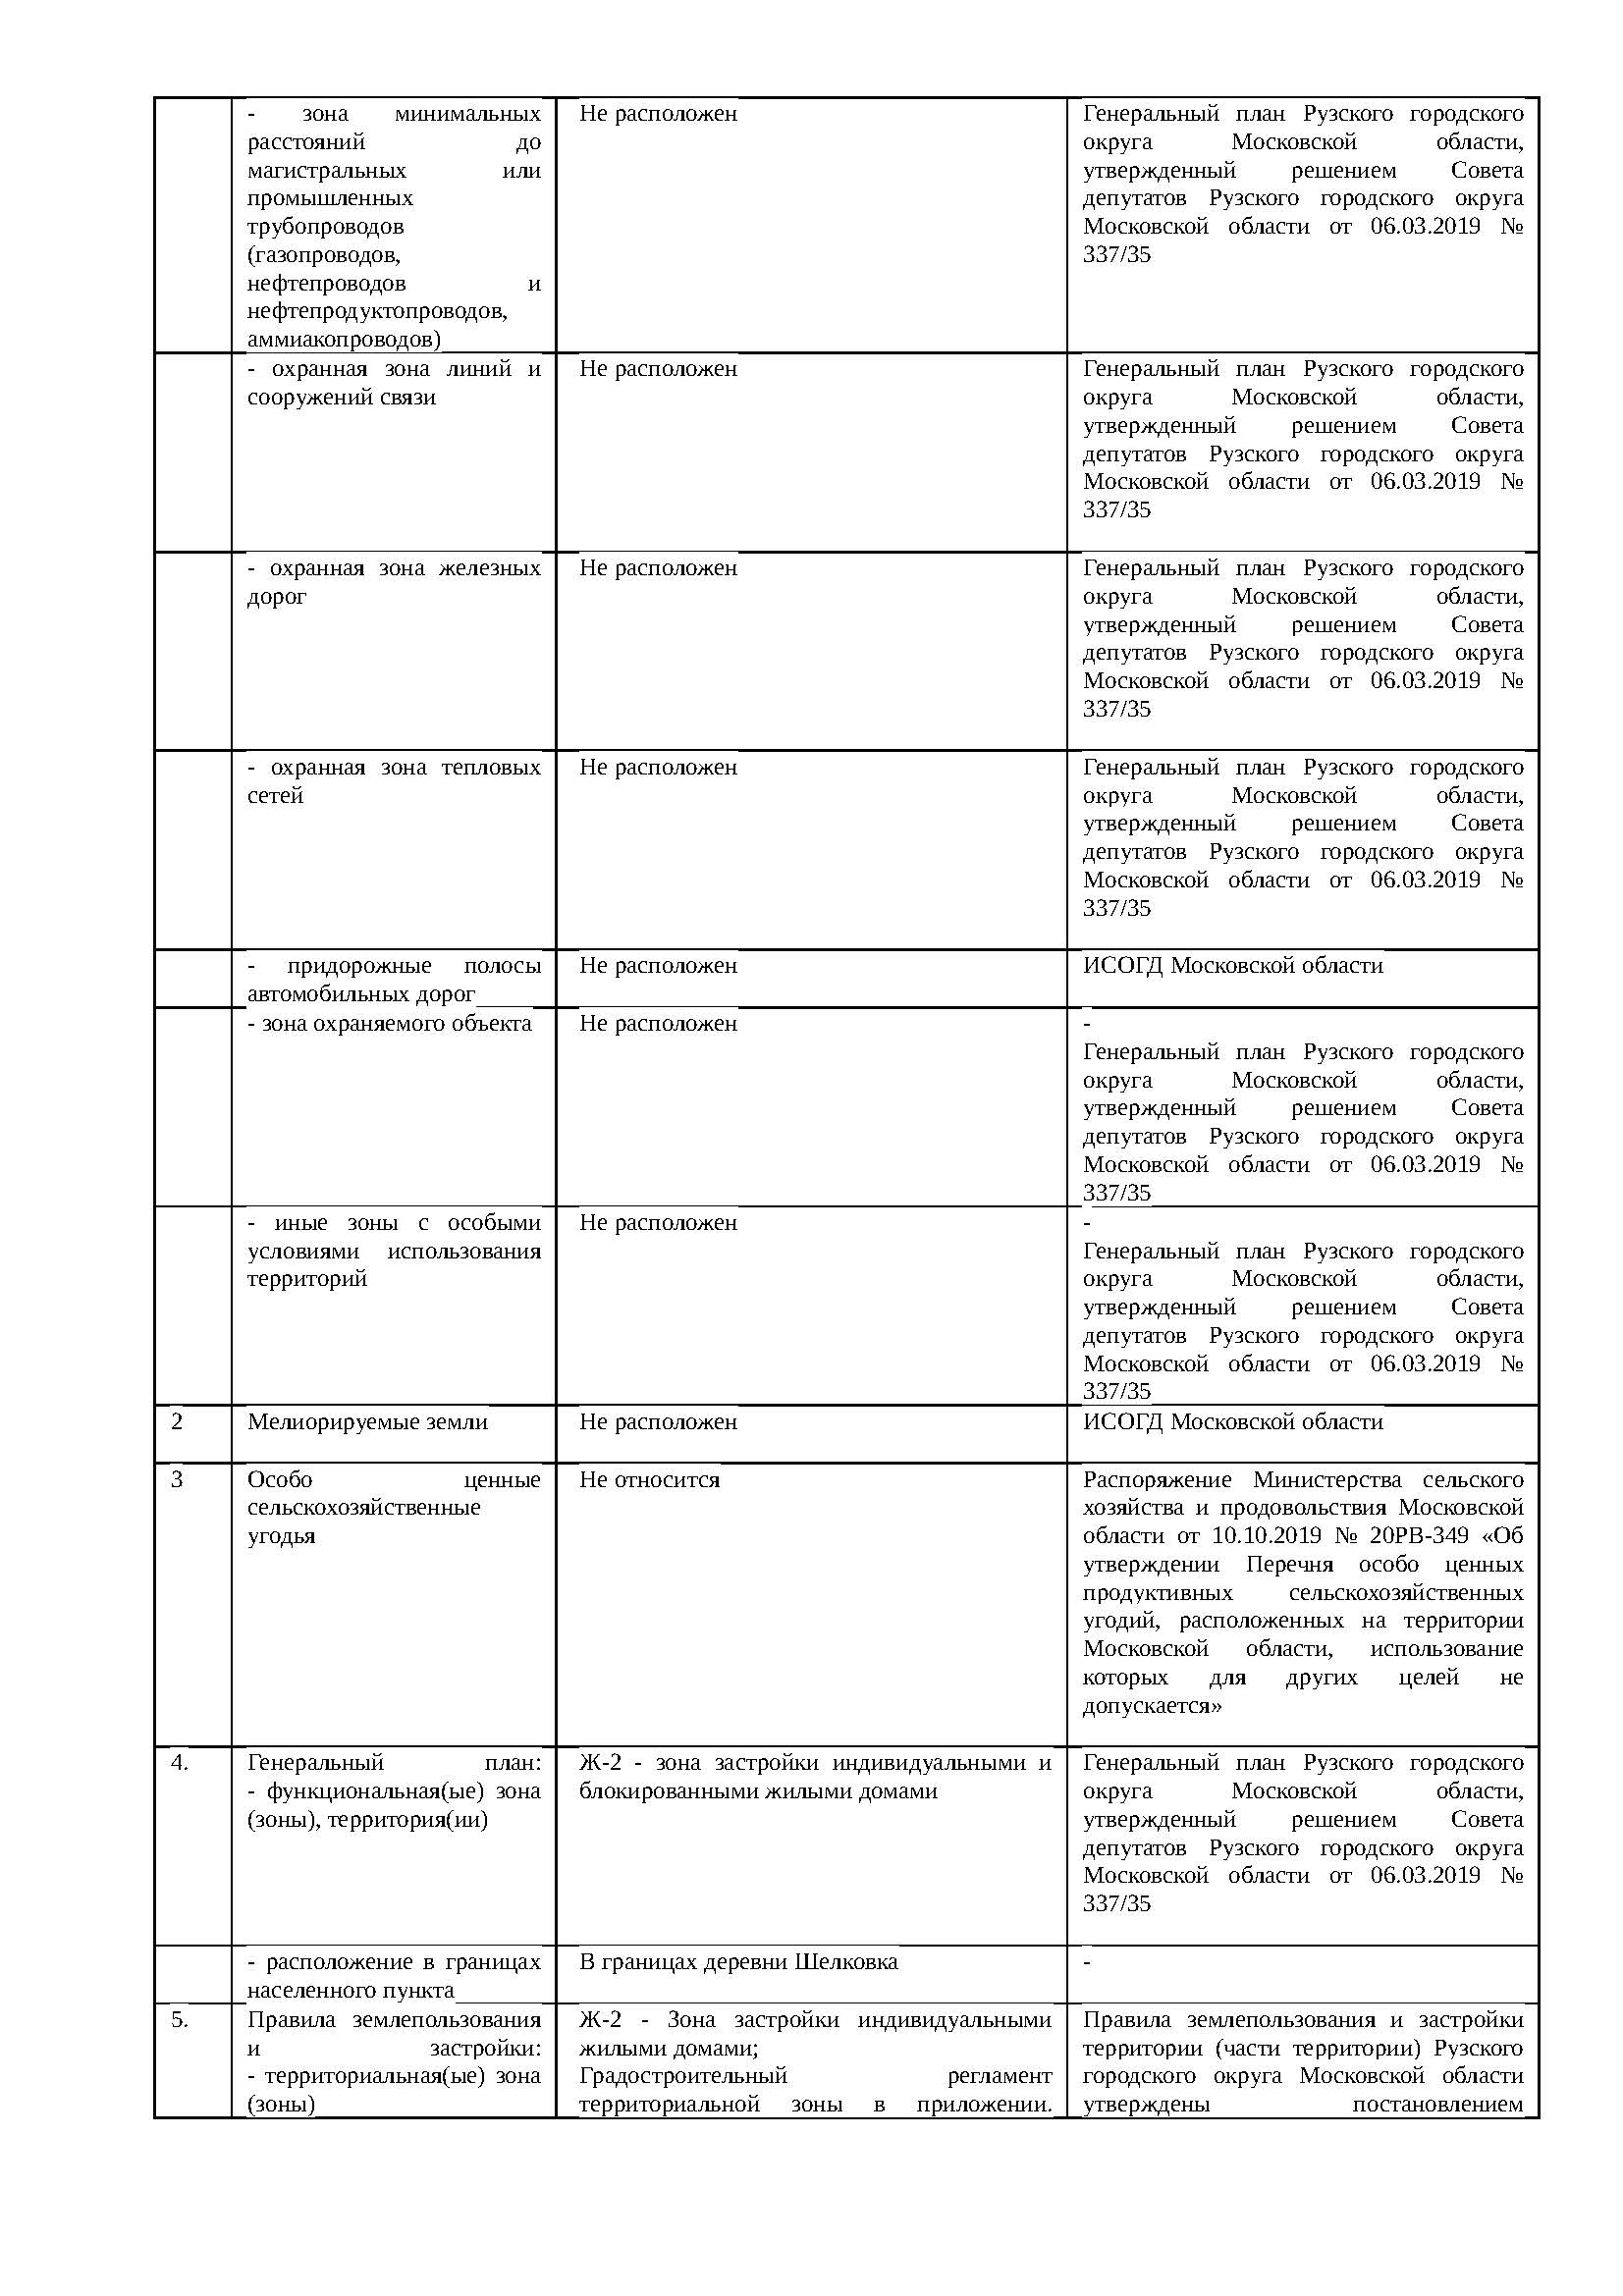 - зона минимальных
расстояний до
магистральных или
промышленных
трубопроводов
(газопроводов,
нефтепроводов и
нефтепродуктопроводов,
аммиакопроводов)
Не расположен
Генеральный план Рузского городского
округа Московской области,
утвержденный решением Совета
депутатов Рузского городского округа
Московской области от 06.03.2019 №
337/35
- охранная зона линий и
сооружений связи
Не расположен
Генеральный план Рузского городского
округа Московской области,
утвержденный решением Совета
депутатов Рузского городского округа
Московской области от 06.03.2019 №
337/35
- охранная зона железных
дорог
Не расположен
Генеральный план Рузского городского
округа Московской области,
утвержденный решением Совета
депутатов Рузского городского округа
Московской области от 06.03.2019 №
337/35
- охранная зона тепловых
сетей
Не расположен
Генеральный план Рузского городского
округа Московской области,
утвержденный решением Совета
депутатов Рузского городского округа
Московской области от 06.03.2019 №
337/35
- придорожные полосы
автомобильных дорог
Не расположен
ИСОГД Московской области
- зона охраняемого объекта
Не расположен
-
Генеральный план Рузского городского
округа Московской области,
утвержденный решением Совета
депутатов Рузского городского округа
Московской области от 06.03.2019 №
337/35
- иные зоны с особыми
условиями использования
территорий
Не расположен
-
Генеральный план Рузского городского
округа Московской области,
утвержденный решением Совета
депутатов Рузского городского округа
Московской области от 06.03.2019 №
337/35
2
Мелиорируемые земли
Не расположен
ИСОГД Московской области
3
Особо ценные
сельскохозяйственные
угодья
Не относится
Распоряжение Министерства сельского
хозяйства и продовольствия Московской
области от 10.10.2019 № 20РВ-349 «Об
утверждении Перечня особо ценных
продуктивных сельскохозяйственных
угодий, расположенных на территории
Московской области, использование
которых для других целей не
допускается»
4.
Генеральный план:
- функциональная(ые) зона
(зоны), территория(ии)
Ж-2 - зона застройки индивидуальными и
блокированными жилыми домами
Генеральный план Рузского городского
округа Московской области,
утвержденный решением Совета
депутатов Рузского городского округа
Московской области от 06.03.2019 №
337/35
- расположение в границах
населенного пункта
В границах деревни Шелковка
-
5.
Правила землепользования
и застройки:
- территориальная(ые) зона
(зоны)
Ж-2 - Зона застройки индивидуальными
жилыми домами;
Градостроительный регламент
территориальной зоны в приложении.
Правила землепользования и застройки
территории (части территории) Рузского
городского округа Московской области
утверждены постановлением